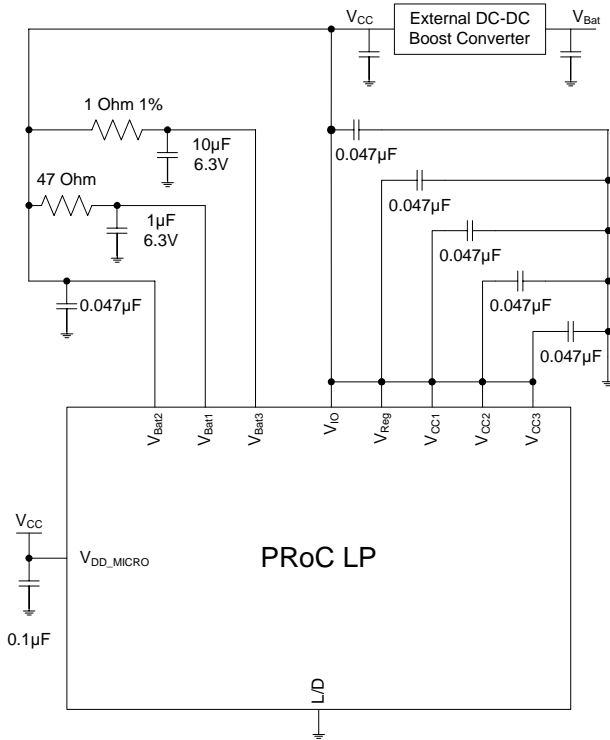 VCC
External DC-DC
Boost Converter
VBat
1 Ohm 1%
10µF
6.3V
0.047µF
47 Ohm
1µF
6.3V
0.047µF
0.047µF
0.047µF
0.047µF
0.047µF
VBat2
VBat1
VBat3
VIO
VReg
VCC1
VCC2
VCC3
VCC
VDD_MICRO
PRoC LP
0.1µF
L/D